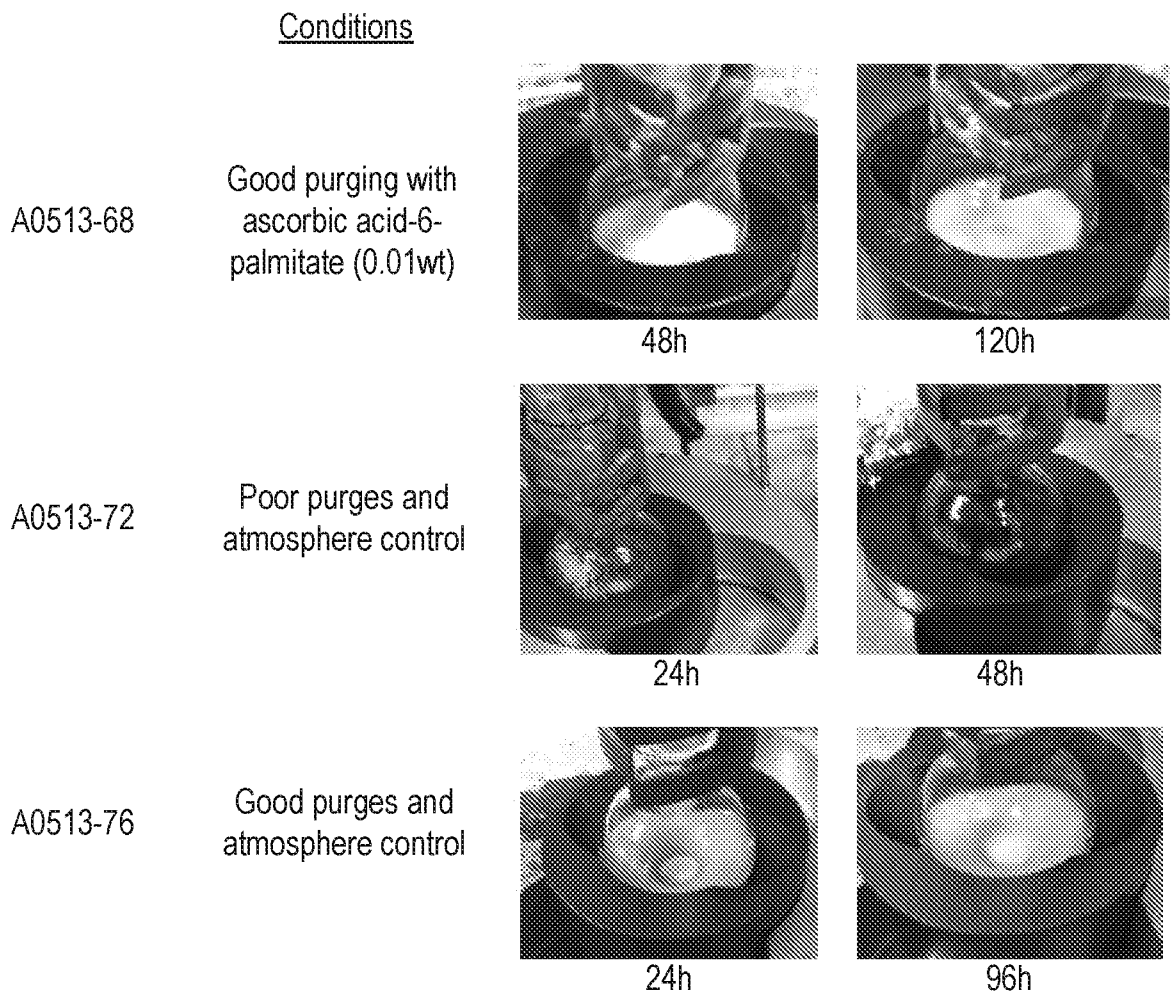 Conditions
A0513-68
Good purging with
ascorbic acid-6-
palmitate (0.01wt)
48h
120h
A0513-72
Poor purges and
atmosphere control
24h
48h
A0513-76
Good purges and
atmosphere control
24h
96h